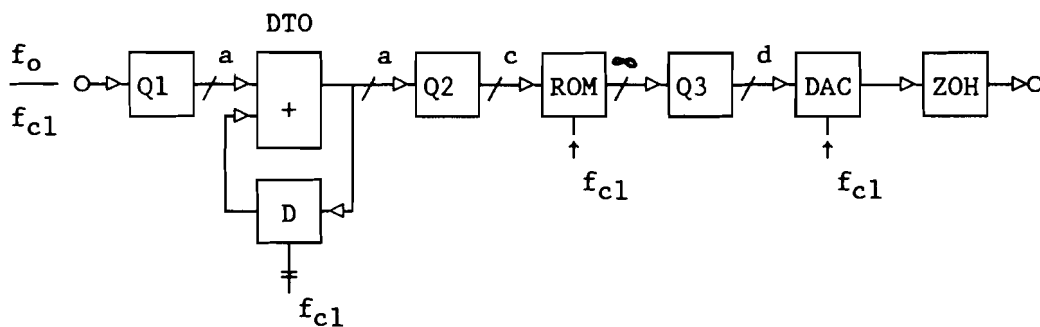 DTO
f_o
f_cl
Q1
a
+
D
f_cl
a
Q2
c
ROM
f_cl
∞
Q3
d
DAC
f_cl
ZOH